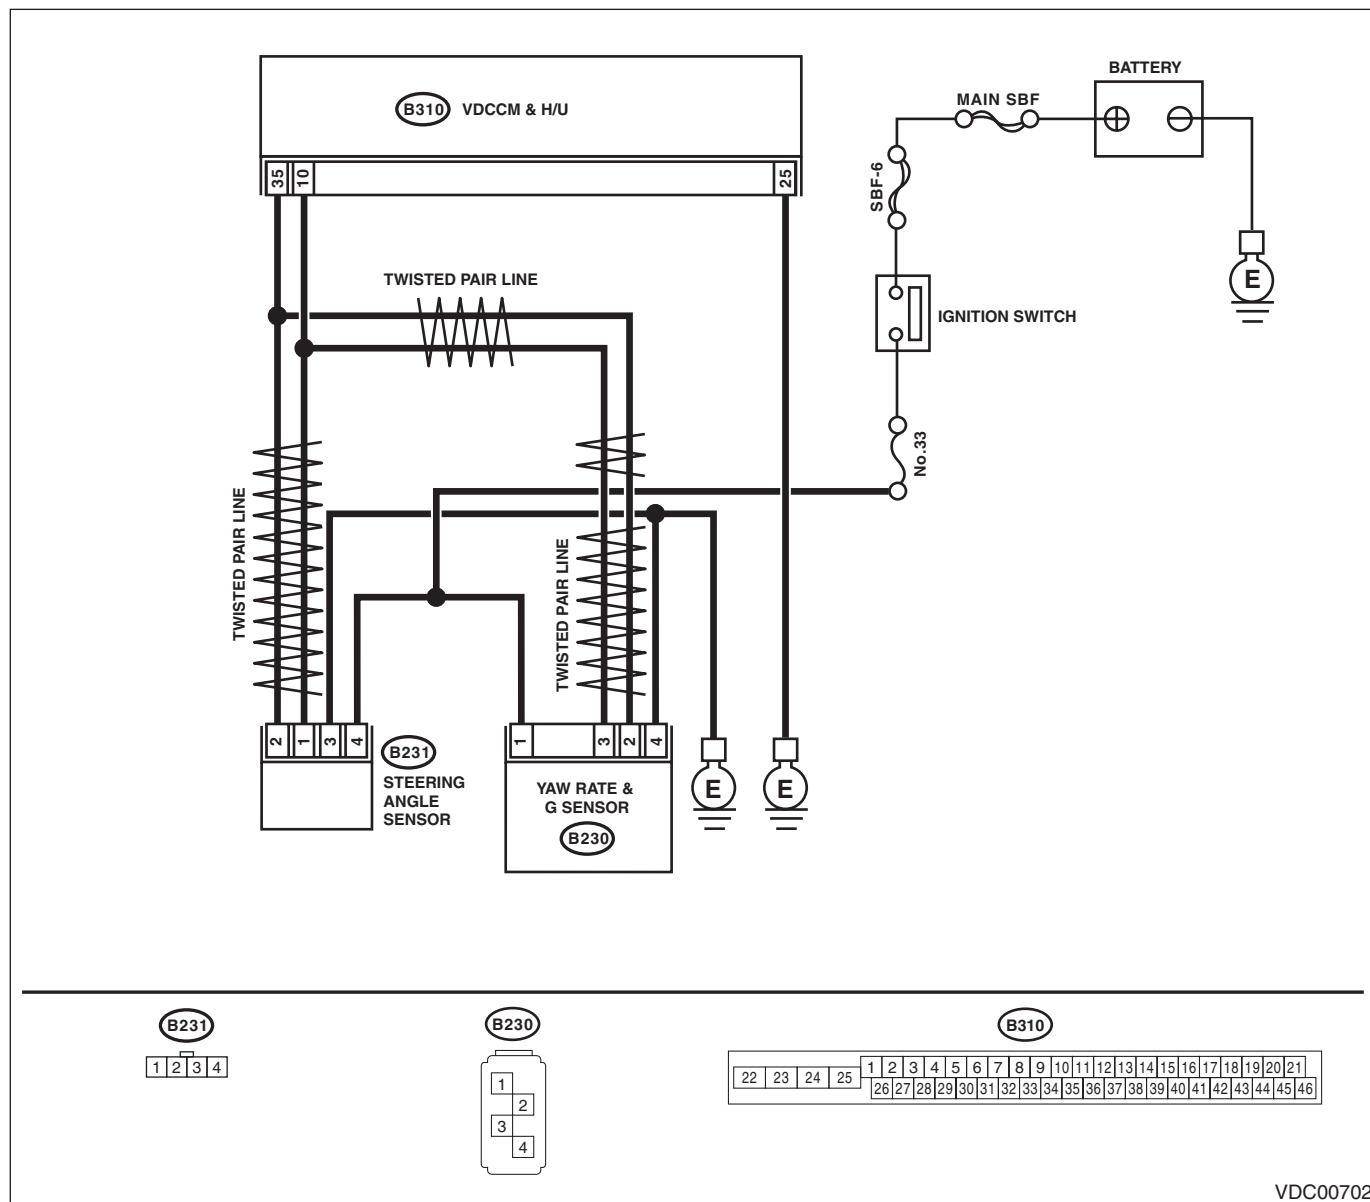 BATTERY
MAIN SBF
B310 VDCCM & H/U
SBF-6
35 10 25
E
TWISTED PAIR LINE
IGNITION SWITCH
No.33
TWISTED PAIR LINE
TWISTED PAIR LINE
2 1 3 4
B231
STEERING
ANGLE
SENSOR
1 3 2 4
YAW RATE &
G SENSOR
B230
E
E
B231
1 2 3 4
B230
1
2
3
4
B310
22 23 24 25
1 2 3 4 5 6 7 8 9 10 11 12 13 14 15 16 17 18 19 20 21
26 27 28 29 30 31 32 33 34 35 36 37 38 39 40 41 42 43 44 45 46
VDC00702